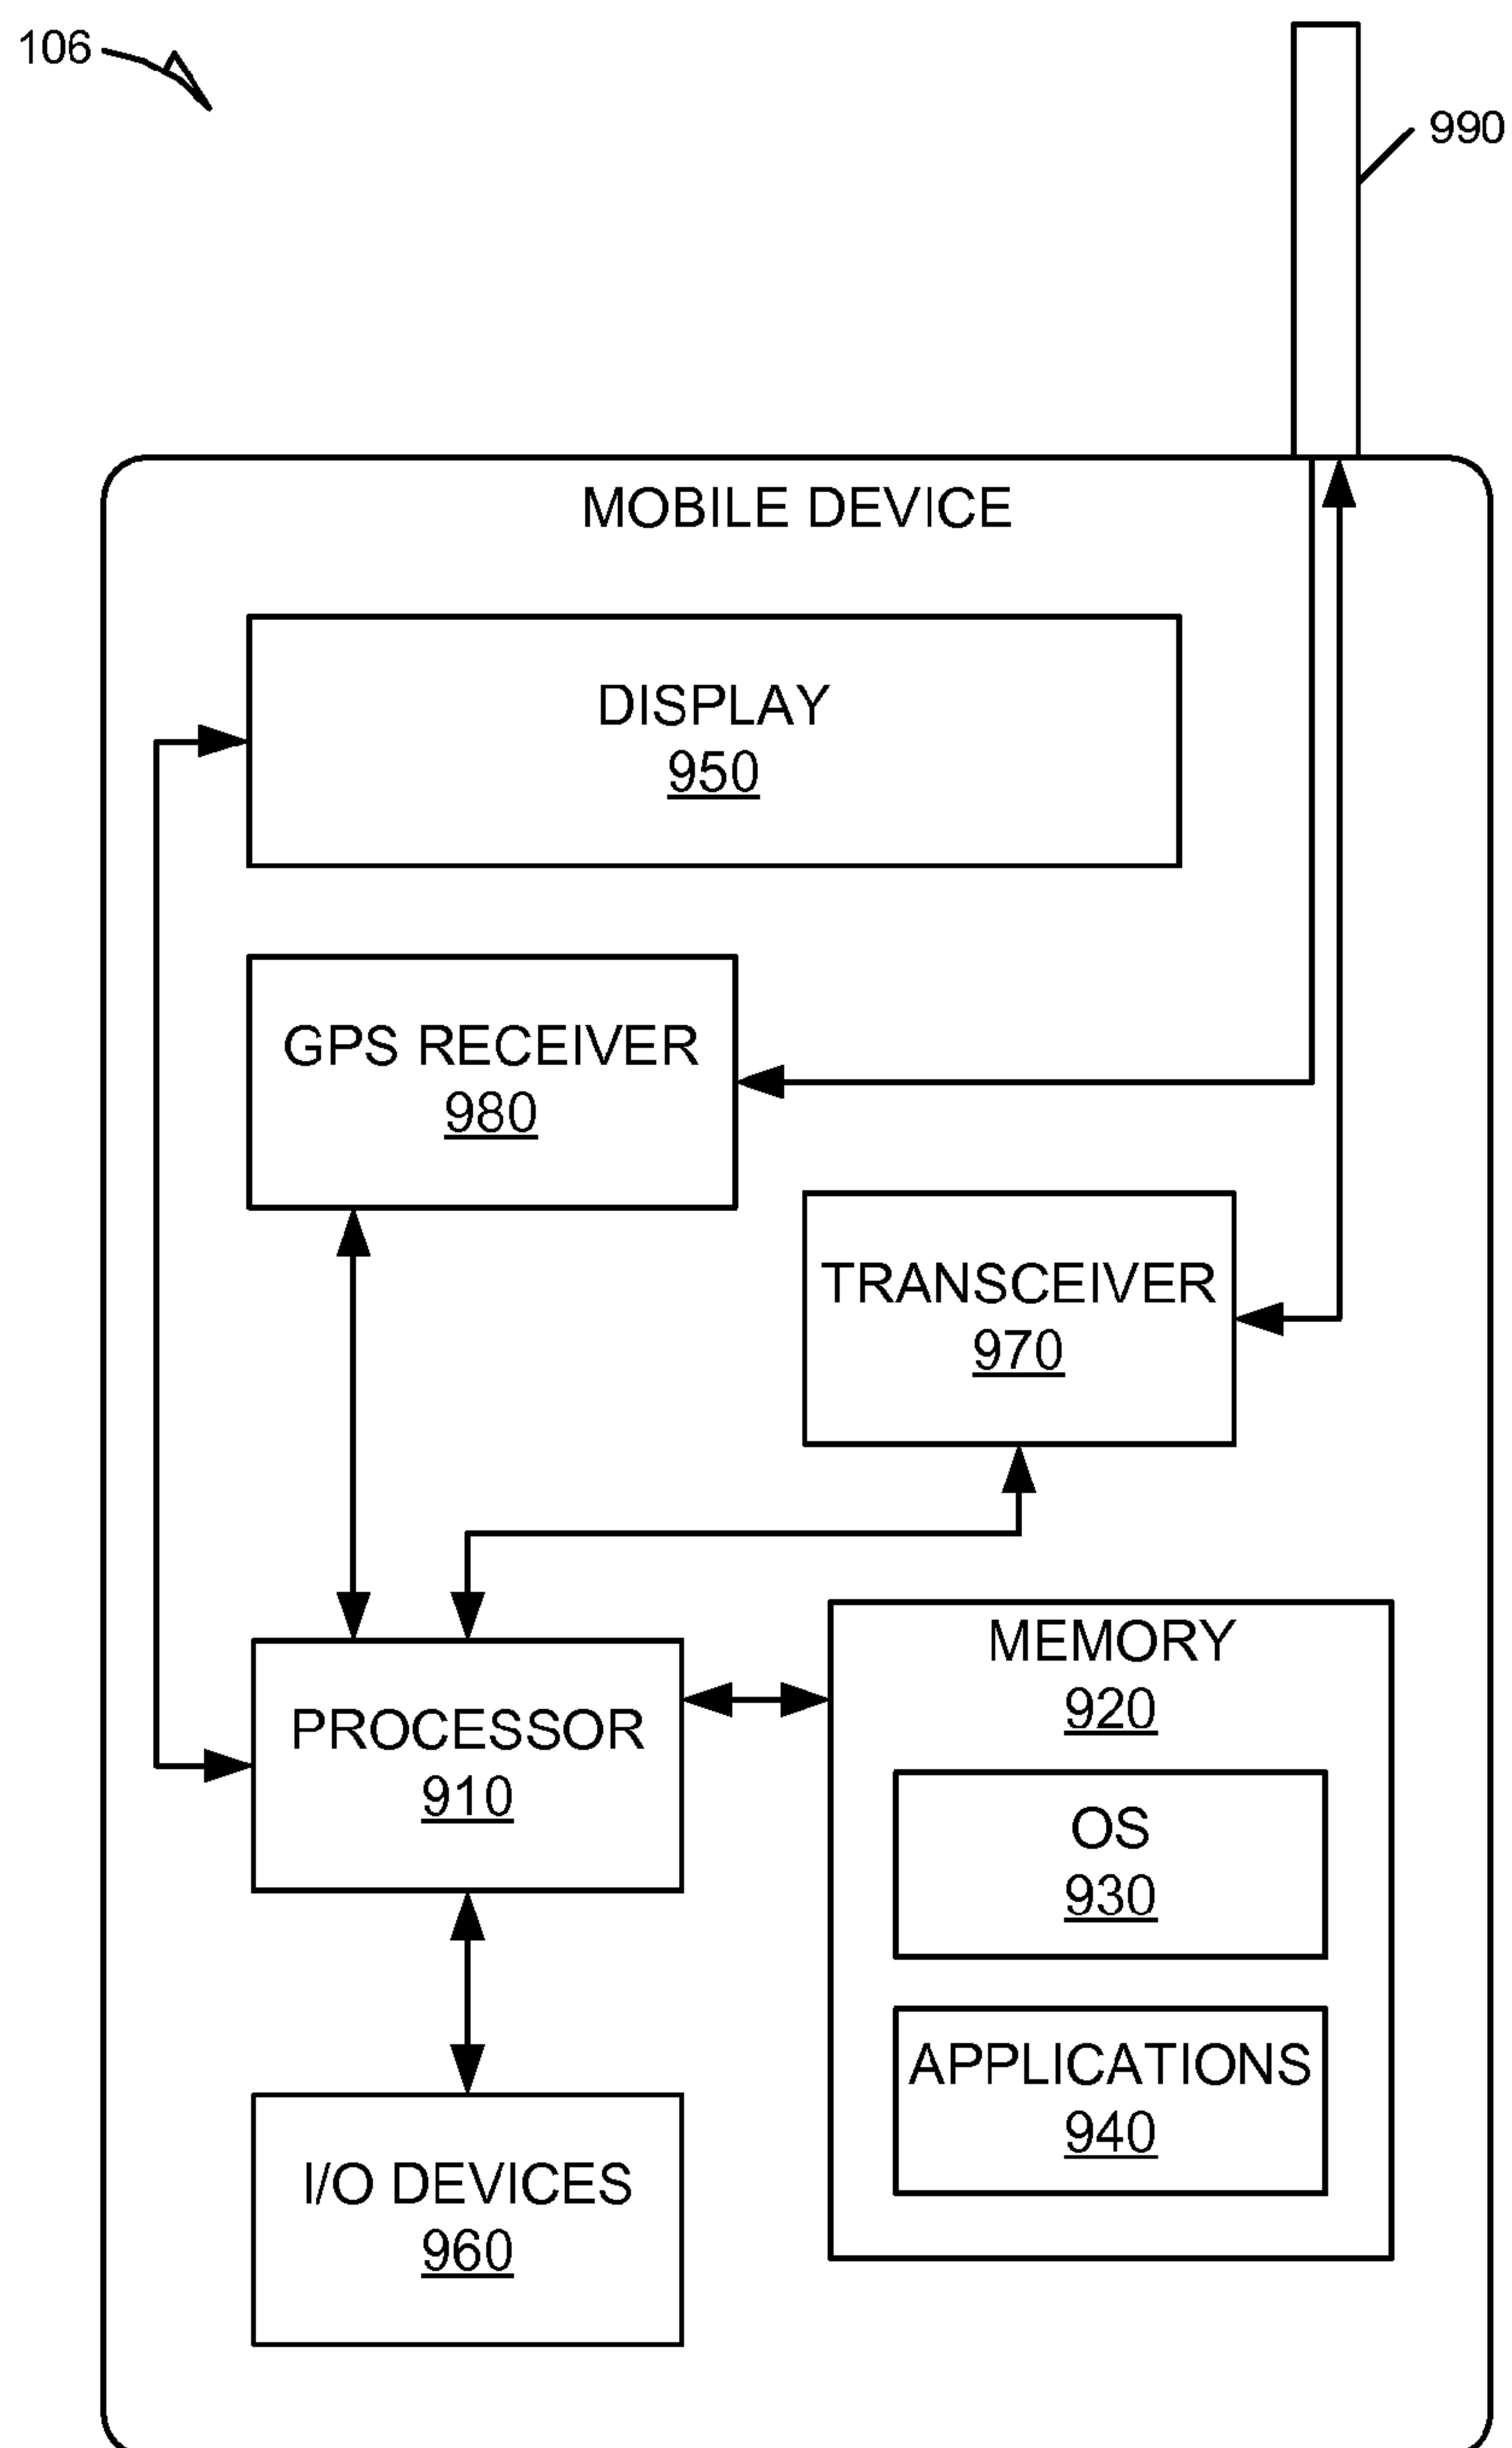 106
990
MOBILE DEVICE
DISPLAY
950
GPS RECEIVER
980
TRANSCEIVER
970
MEMORY
920
PROCESSOR
910
OS
930
APPLICATIONS
940
I/O DEVICES
960